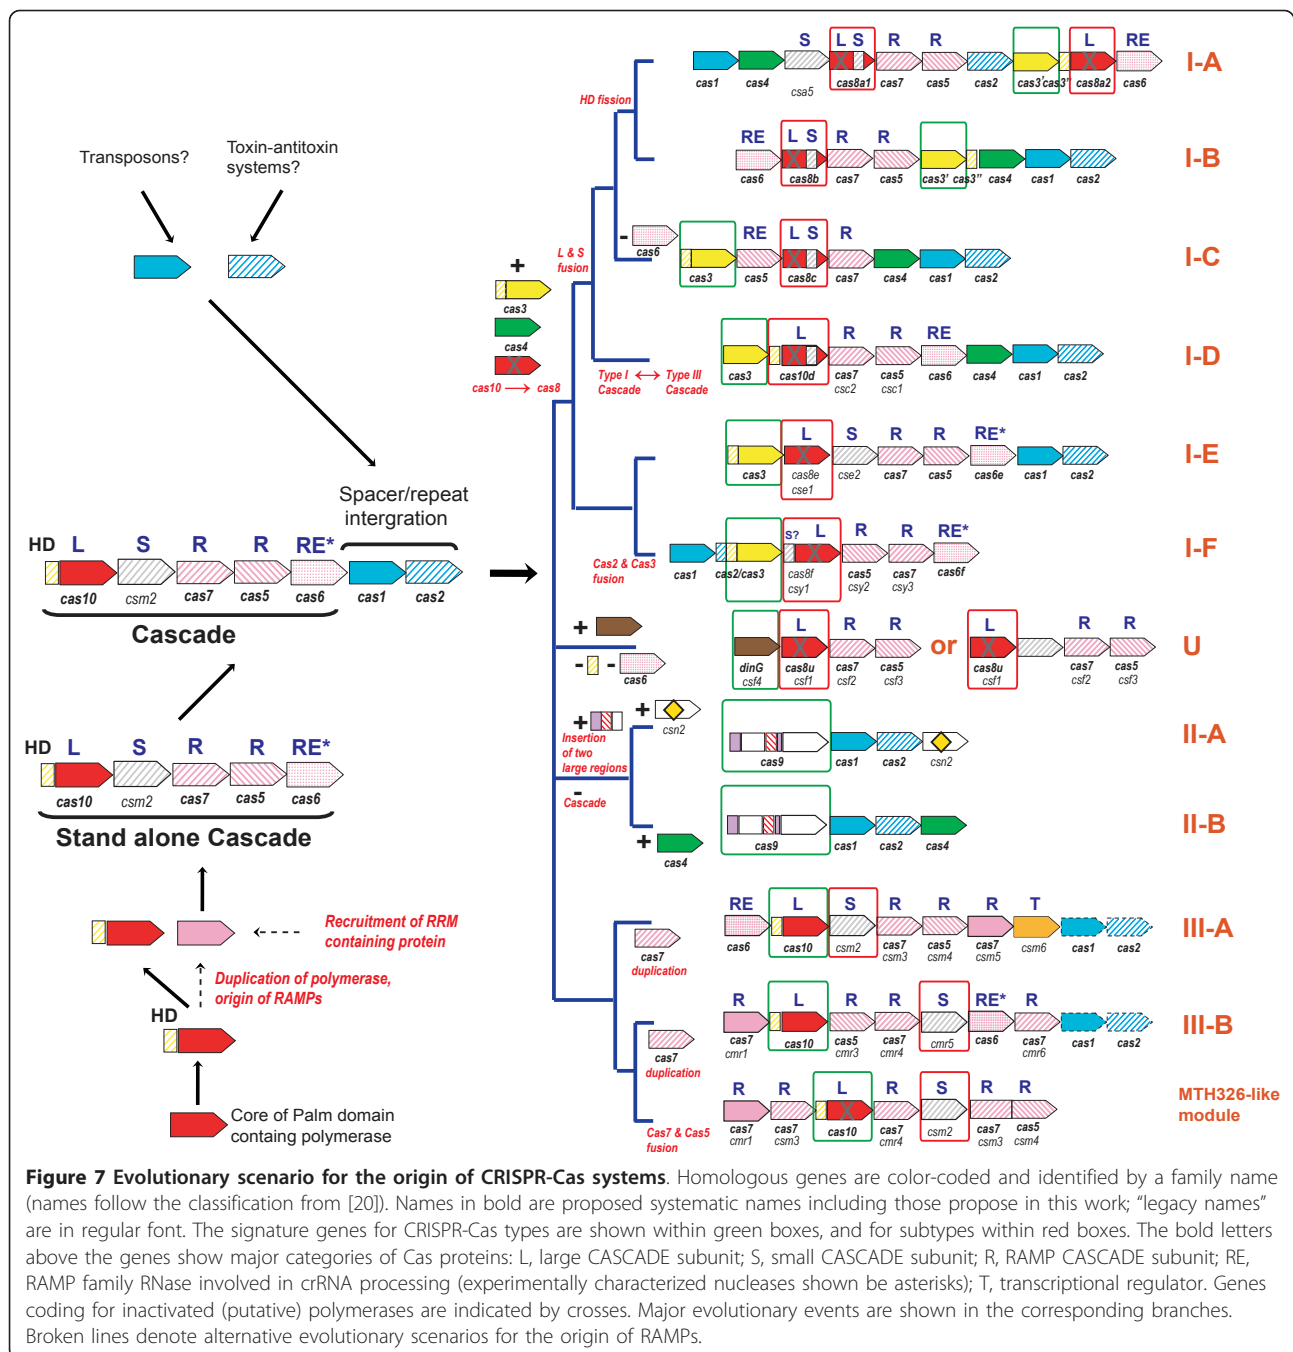 S L S R R L RE
cas1 cas4 csa5 cas8a1 cas7 cas5 cas2 cas3' cas3" cas8a2 cas6
I-A
HD fission
RE L S R R
cas6 cas8b cas7 cas5 cas3' cas3" cas4 cas1 cas2
I-B
Transposons?
Toxin-antitoxin
systems?
- cas6
RE L S R
cas3 cas5 cas8c cas7 cas4 cas1 cas2
I-C
L & S
fusion
+
cas3
cas4
cas10 → cas8
L R R RE
cas3 cas10d cas7 cas5 cas6 cas4 cas1 cas2
csc2 csc1
I-D
Type I ↔ Type III
Cascade Cascade
L S R R RE*
cas3 cas8e cse2 cas7 cas5 cas6e cas1 cas2
cse1
I-E
Spacer/repeat
intergration
S? L R R RE*
cas1 cas2/cas3 cas8f cas5 cas7 cas6f
csy1 csy2 csy3
I-F
Cas2 & Cas3
fusion
HD L S R R RE*
cas10 csm2 cas7 cas5 cas6 cas1 cas2
Cascade
+
- - cas6
L R R
dinG cas8u cas7 cas5
csf4 csf1 csf2 csf3
or
L R R
cas8u cas7 cas5
csf1 csf2 csf3
U
+
Insertion
of two
large regions
-
Cascade
+ csn2
cas9 cas1 cas2 csn2
II-A
+ cas4
cas9 cas1 cas2 cas4
II-B
HD L S R R RE*
cas10 csm2 cas7 cas5 cas6
Stand alone Cascade
Recruitment of RRM
containing protein
Duplication of polymerase,
origin of RAMPs
HD
Core of Palm domain
containg polymerase
cas7
duplication
RE L S R R R T
cas6 cas10 csm2 cas7 cas5 cas7 csm6 cas1 cas2
csm3 csm4 csm5
III-A
cas7
duplication
R L R R S RE* R
cas7 cas10 cas5 cas7 cmr5 cas6 cas7 cas1 cas2
cmr1 cmr3 cmr4 cmr6
III-B
Cas7 & Cas5
fusion
R R L R S R R
cas7 cas7 cas10 cas7 csm2 cas7 cas5
cmr1 csm3 cmr4 csm3 csm4
MTH326-like
module
Figure 7 Evolutionary scenario for the origin of CRISPR-Cas systems. Homologous genes are color-coded and identified by a family name
(names follow the classification from [20]). Names in bold are proposed systematic names including those propose in this work; "legacy names"
are in regular font. The signature genes for CRISPR-Cas types are shown within green boxes, and for subtypes within red boxes. The bold letters
above the genes show major categories of Cas proteins: L, large CASCADE subunit; S, small CASCADE subunit; R, RAMP CASCADE subunit; RE,
RAMP family RNase involved in crRNA processing (experimentally characterized nucleases shown be asterisks); T, transcriptional regulator. Genes
coding for inactivated (putative) polymerases are indicated by crosses. Major evolutionary events are shown in the corresponding branches.
Broken lines denote alternative evolutionary scenarios for the origin of RAMPs.